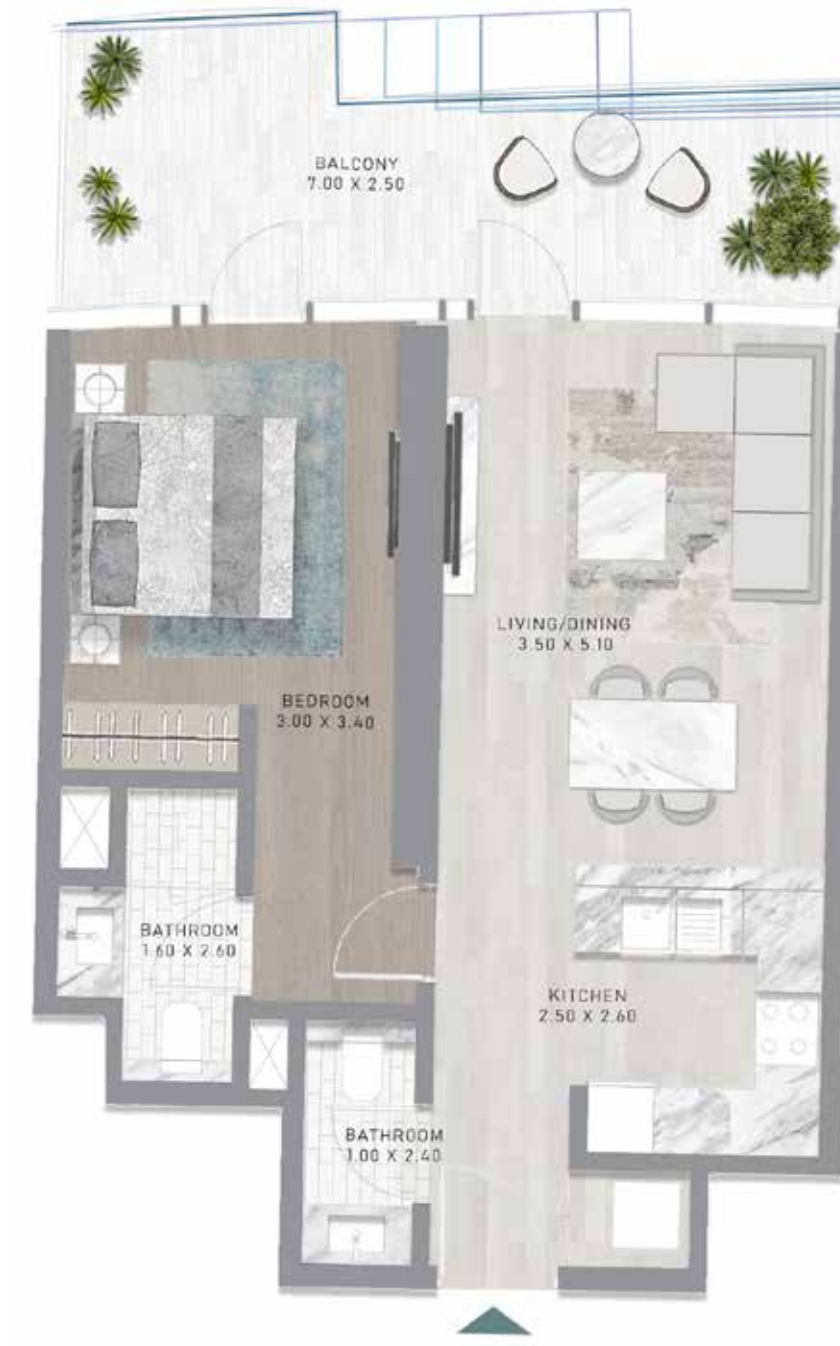 BALCONY
7.00 X 2.50
LIVING/DINING
3.50 X 5.10
BEDROOM
3.00 X 3.40
BATHROOM
1.60 X 2.60
KITCHEN
2.50 X 2.60
BATHROOM
1.00 X 2.40